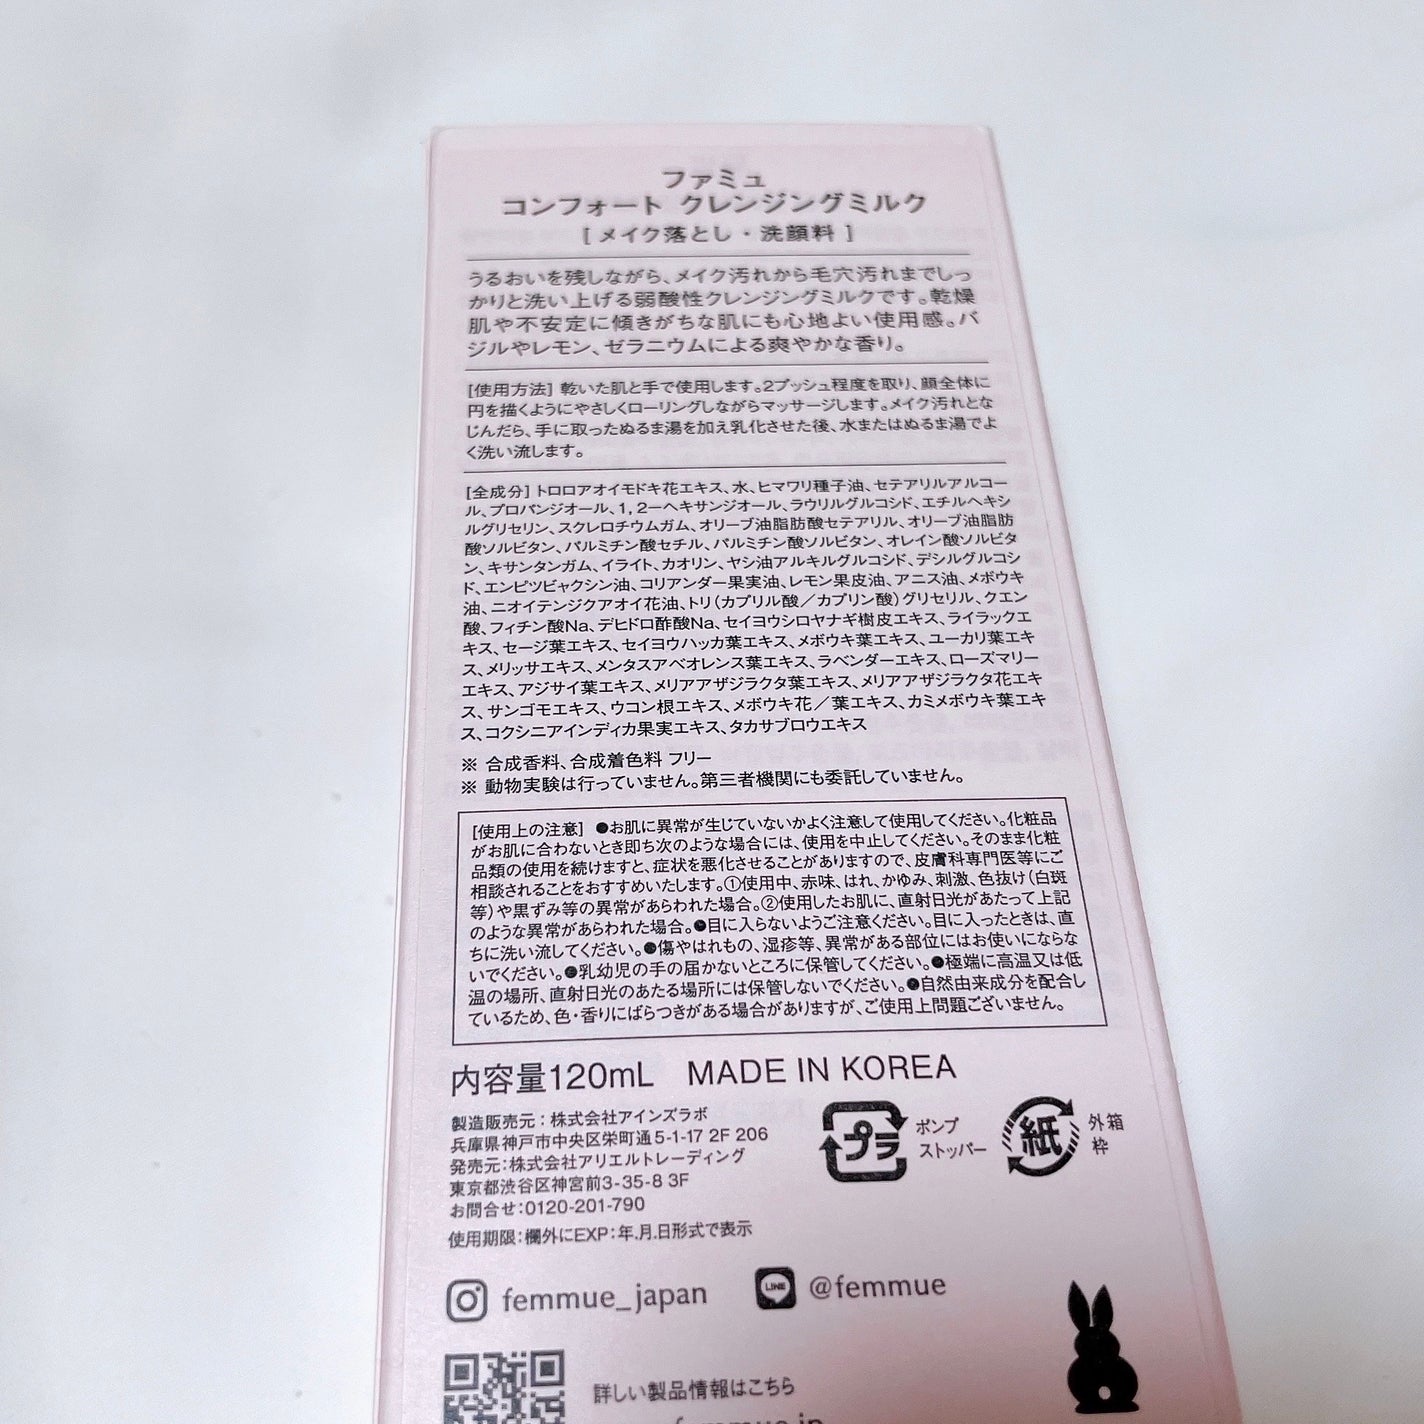 ファミュ
コンフォート クレンジングミルク
[ メイク落とし・洗顔料 ]
うるおいを残しながら、メイク汚れから毛穴汚れまでしっ
かりと洗い上げる弱酸性クレンジングミルクです。乾燥
肌や不安定に傾きがちな肌にも心地よい使用感。バ
ジルやレモン、ゼラニウムによる爽やかな香り。
[使用方法] 乾いた肌と手で使用します。2プッシュ程度を取り、顔全体に
円を描くようにやさしくローリングしながらマッサージします。メイク汚れとな
じんだら、手に取ったぬるま湯を加え乳化させた後、水またはぬるま湯でよ
く洗い流します。
[全成分] トロロアオイモドキ花エキス、水、ヒマワリ種子油、セテアリルアルコー
ル、プロパンジオール、1, 2ーヘキサンジオール、ラウリルグルコシド、エチルヘキシ
ルグリセリン、スクレロチウムガム、オリーブ油脂肪酸セテアリル、オリーブ油脂肪
酸ソルビタン、パルミチン酸セチル、パルミチン酸ソルビタン、オレイン酸ソルビタ
ン、キサンタンガム、イライト、カオリン、ヤシ油アルキルグルコシド、デシルグルコシ
ド、エンピツビャクシン油、コリアンダー果実油、レモン果皮油、アニス油、メボウキ
油、ニオイテンジクアオイ花油、トリ（カプリル酸／カプリン酸）グリセリル、クエン
酸、フィチン酸Na、デヒドロ酢酸Na、セイヨウシロヤナギ樹皮エキス、ライラックエ
キス、セージ葉エキス、セイヨウハッカ葉エキス、メボウキ葉エキス、ユーカリ葉エキ
ス、メリッサエキス、メンタスアベオレンス葉エキス、ラベンダーエキス、ローズマリー
エキス、アジサイ葉エキス、メリアアザジラクタ葉エキス、メリアアザジラクタ花エキ
ス、サンゴモエキス、ウコン根エキス、メボウキ花／葉エキス、カミメボウキ葉エキ
ス、コクシニアインディカ果実エキス、タカサブロウエキス
※ 合成香料、合成着色料 フリー
※ 動物実験は行っていません。第三者機関にも委託していません。
[使用上の注意] ●お肌に異常が生じていないかよく注意して使用してください。化粧品
がお肌に合わないとき即ち次のような場合には、使用を中止してください。そのまま化粧
品類の使用を続けますと、症状を悪化させることがありますので、皮膚科専門医等にご
相談されることをおすすめいたします。①使用中、赤味、はれ、かゆみ、刺激、色抜け（白斑
等）や黒ずみ等の異常があらわれた場合。②使用したお肌に、直射日光があたって上記
のような異常があらわれた場合。●目に入らないようご注意ください。目に入ったときは、直
ちに洗い流してください。●傷やはれもの、湿疹等、異常がある部位にはお使いにならな
いでください。●乳幼児の手の届かないところに保管してください。●極端に高温又は低
温の場所、直射日光のあたる場所には保管しないでください。●自然由来成分を配合し
ているため、色・香りにばらつきがある場合がありますが、ご使用上問題ございません。
内容量120mL MADE IN KOREA
製造販売元：株式会社アインズラボ
兵庫県神戸市中央区栄町通5-1-17 2F 206
発売元：株式会社アリエルトレーディング
東京都渋谷区神宮前3-35-8 3F
お問合せ：0120-201-790
使用期限：欄外にEXP：年.月.日形式で表示
プラ
ポンプ
ストッパー
紙
外箱
枠
femmue_japan
LINE
@femmue
詳しい製品情報はこちら